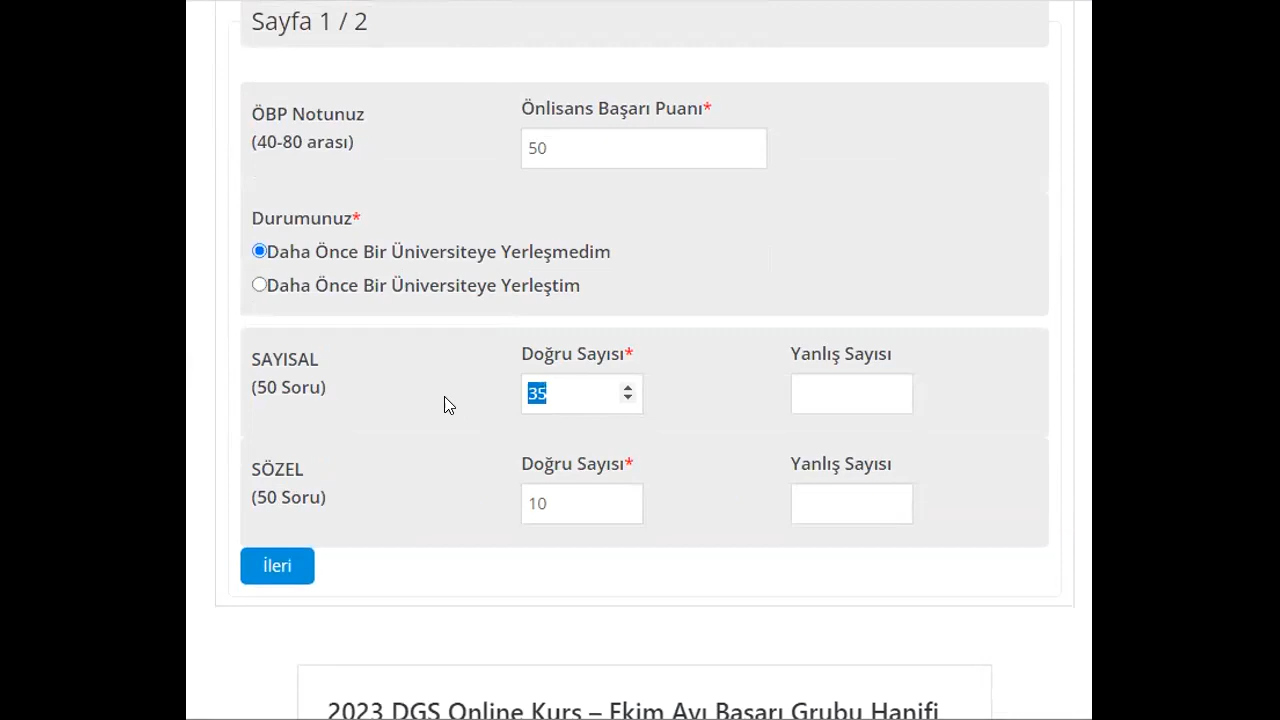 Sayfa 1 / 2
ÖBP Notunuz
(40-80 arası)
Önlisans Başarı Puanı*
50
Durumunuz*
Daha Önce Bir Üniversiteye Yerleşmedim
Daha Önce Bir Üniversiteye Yerleştim
SAYISAL
(50 Soru)
Doğru Sayısı*
35
Yanlış Sayısı
SÖZEL
(50 Soru)
Doğru Sayısı*
10
Yanlış Sayısı
İleri
2023 DGS Online Kurs – Ekim Ayı Başarı Grubu Hanifi